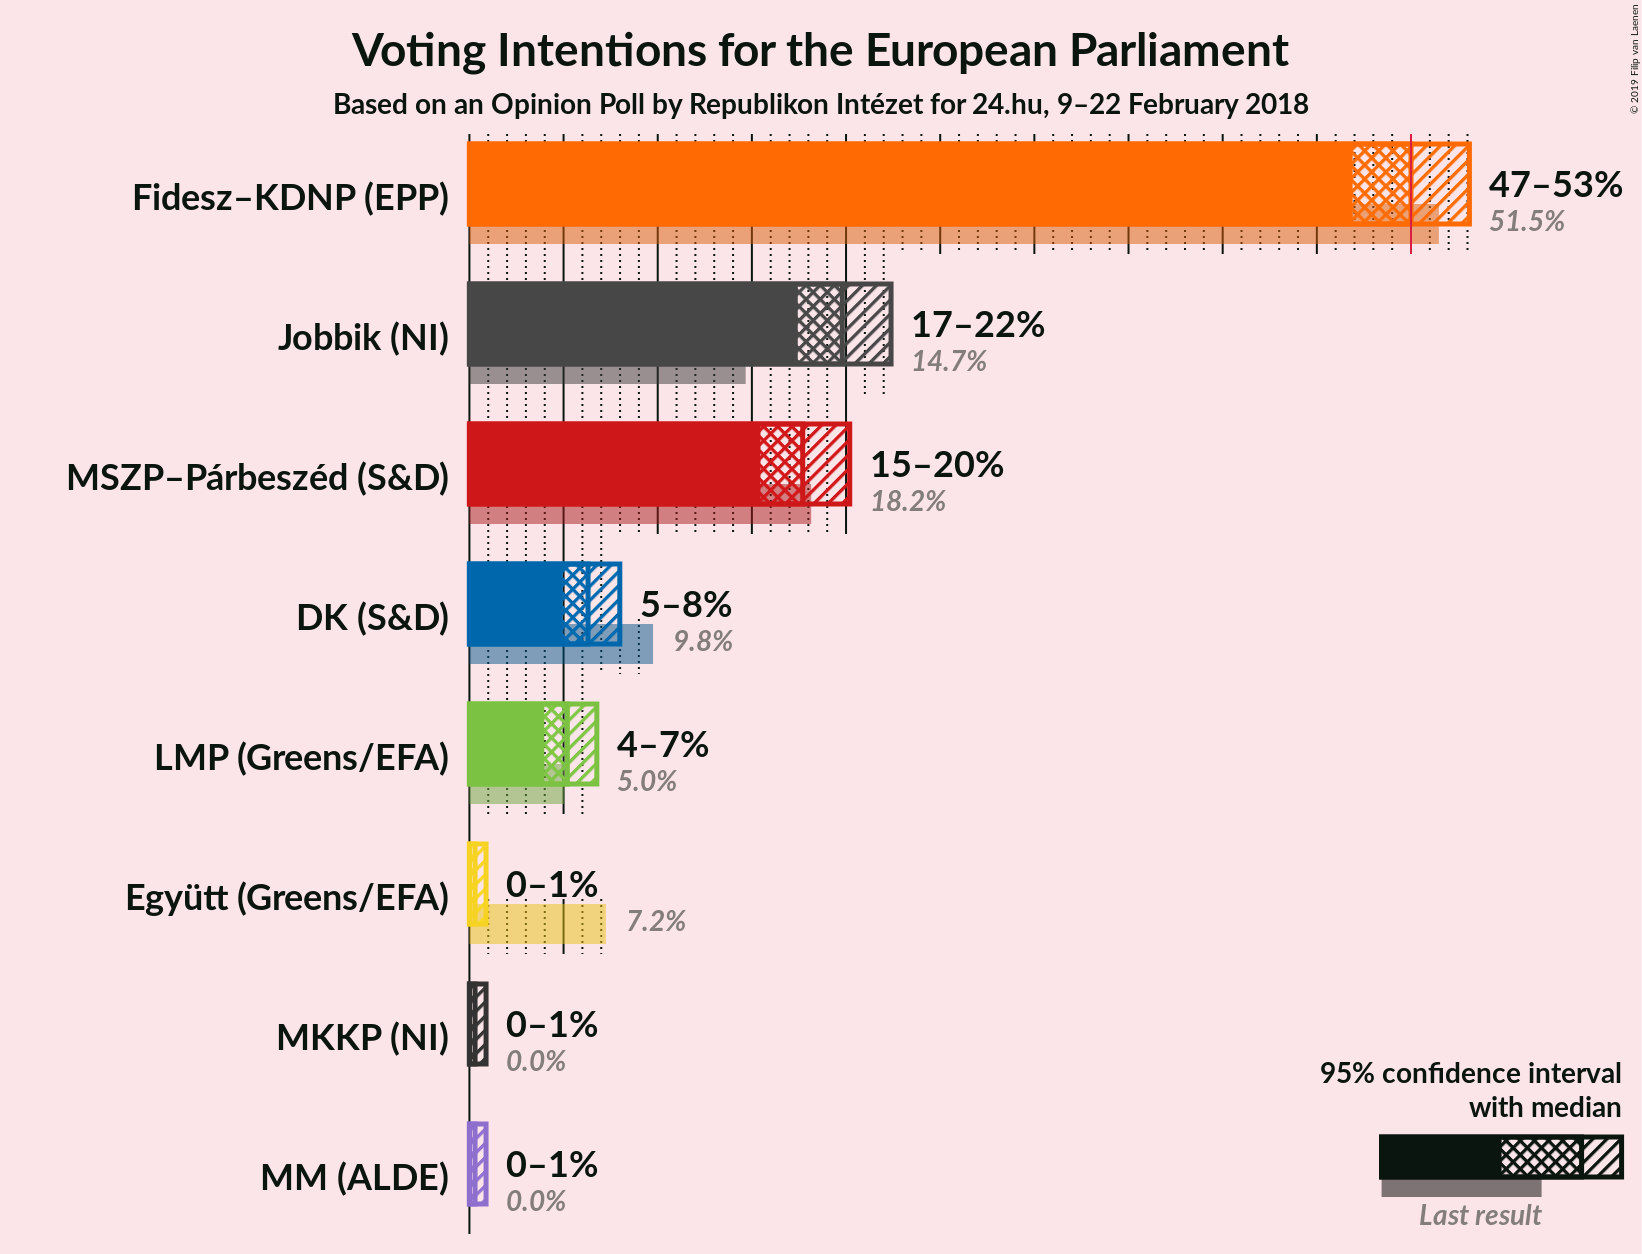 Voting Intentions for the European Parliament
Based on an Opinion Poll by Republikon Intézet for 24.hu, 9–22 February 2018
© 2019 Filip van Laenen
Fidesz–KDNP (EPP)
47–53%
51.5%
Jobbik (NI)
17–22%
14.7%
MSZP–Párbeszéd (S&D)
15–20%
18.2%
DK (S&D)
5–8%
9.8%
LMP (Greens/EFA)
4–7%
5.0%
Együtt (Greens/EFA)
0–1%
7.2%
MKKP (NI)
0–1%
0.0%
MM (ALDE)
0–1%
0.0%
95% confidence interval
with median
Last result